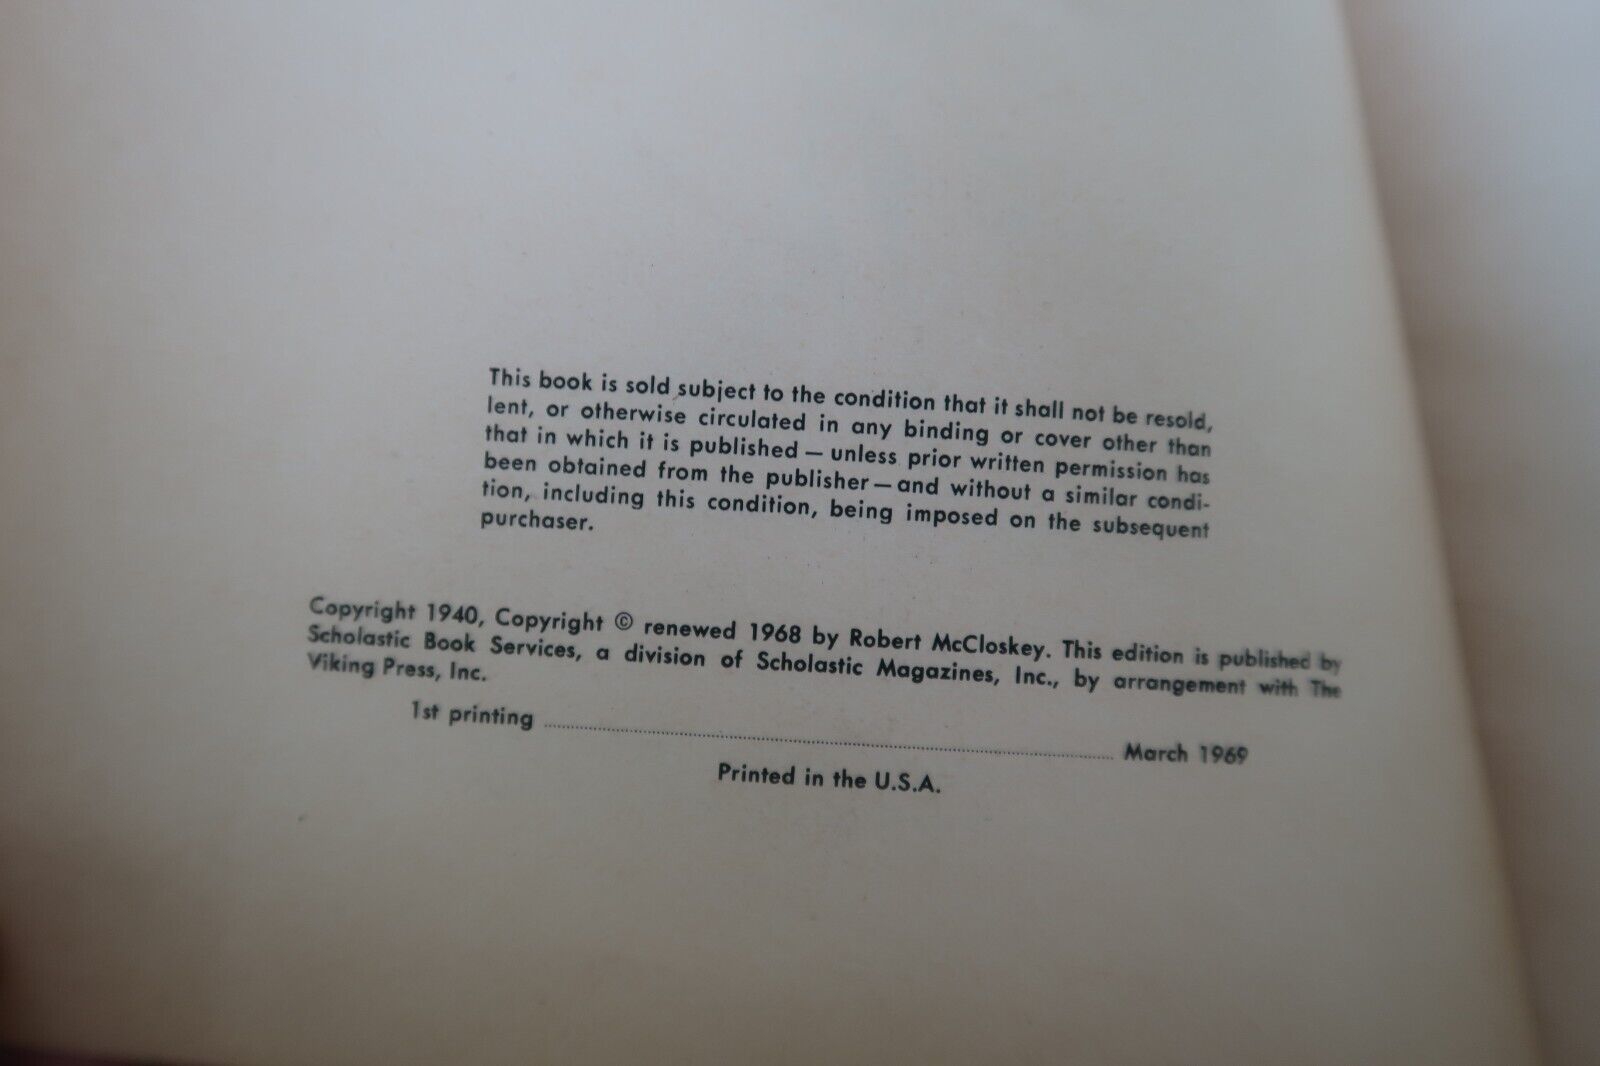 This book is sold subject to the condition that it shall not be resold,
lent, or otherwise circulated in any binding or cover other than
that in which it is published — unless prior written permission has
been obtained from the publisher — and without a similar condi-
tion, including this condition, being imposed on the subsequent
purchaser.
Copyright 1940, Copyright © renewed 1968 by Robert McCloskey. This edition is published by
Scholastic Book Services, a division of Scholastic Magazines, Inc., by arrangement with The
Viking Press, Inc.
1st printing ........................................ March 1969
Printed in the U.S.A.